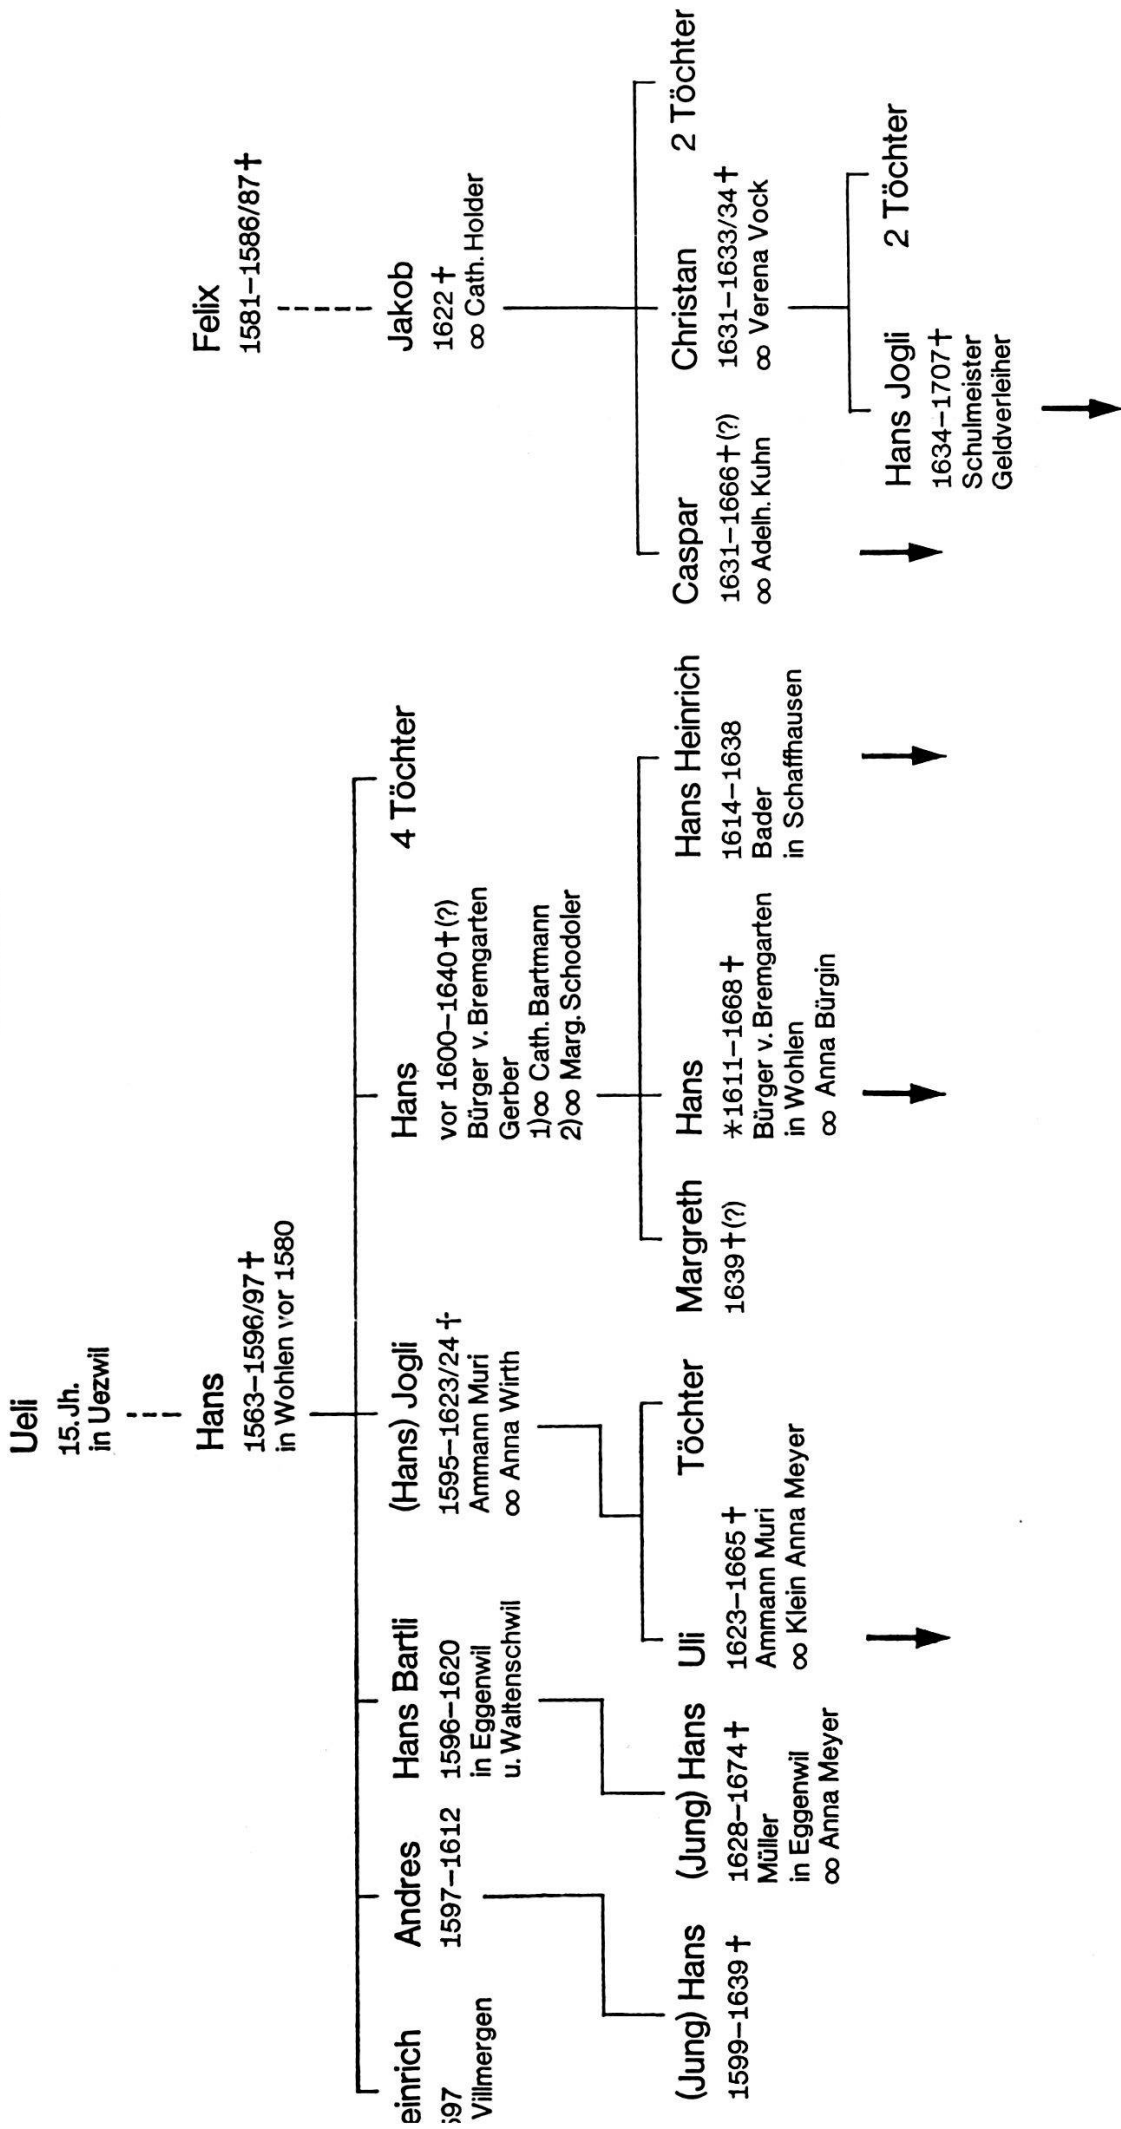 Ueli
15. Jh.
in Uezwil
Hans
1563–1596/97†
in Wohlen vor 1580
Felix
1581–1586/87†
einrich
597
Villmergen
Andres
1597–1612
Hans Bartli
1596–1620
in Eggenwil
u. Waltenschwil
(Hans) Jogli
1595–1623/24 †
Ammann Muri
∞ Anna Wirth
Hans
vor 1600–1640†(?)
Bürger v. Bremgarten
Gerber
1)∞ Cath. Bartmann
2)∞ Marg. Schodoler
4 Töchter
Jakob
1622 †
∞ Cath. Holder
(Jung) Hans
1599–1639 †
(Jung) Hans
1628–1674†
Müller
in Eggenwil
∞ Anna Meyer
Uli
1623–1665†
Ammann Muri
∞ Klein Anna Meyer
Töchter
Margreth
1639†(?)
Hans
*1611–1668†
Bürger v. Bremgarten
in Wohlen
∞ Anna Bürgin
Hans Heinrich
1614–1638
Bader
in Schaffhausen
Caspar
1631–1666†(?)
∞ Adelh. Kuhn
Christan
1631–1633/34†
∞ Verena Vock
2 Töchter
Hans Jogli
1634–1707†
Schulmeister
Geldverleiher
2 Töchter